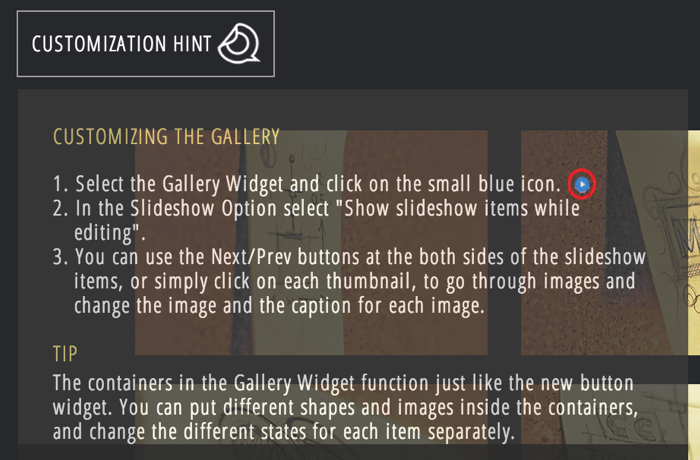 CUSTOMIZATION HINT
CUSTOMIZING THE GALLERY
1. Select the Gallery Widget and click on the small blue icon.
2. In the Slideshow Option select "Show slideshow items while
editing".
3. You can use the Next/Prev buttons at the both sides of the slideshow
items, or simply click on each thumbnail, to go through images and
change the image and the caption for each image.
TIP
The containers in the Gallery Widget function just like the new button
widget. You can put different shapes and images inside the containers,
and change the different states for each item separately.